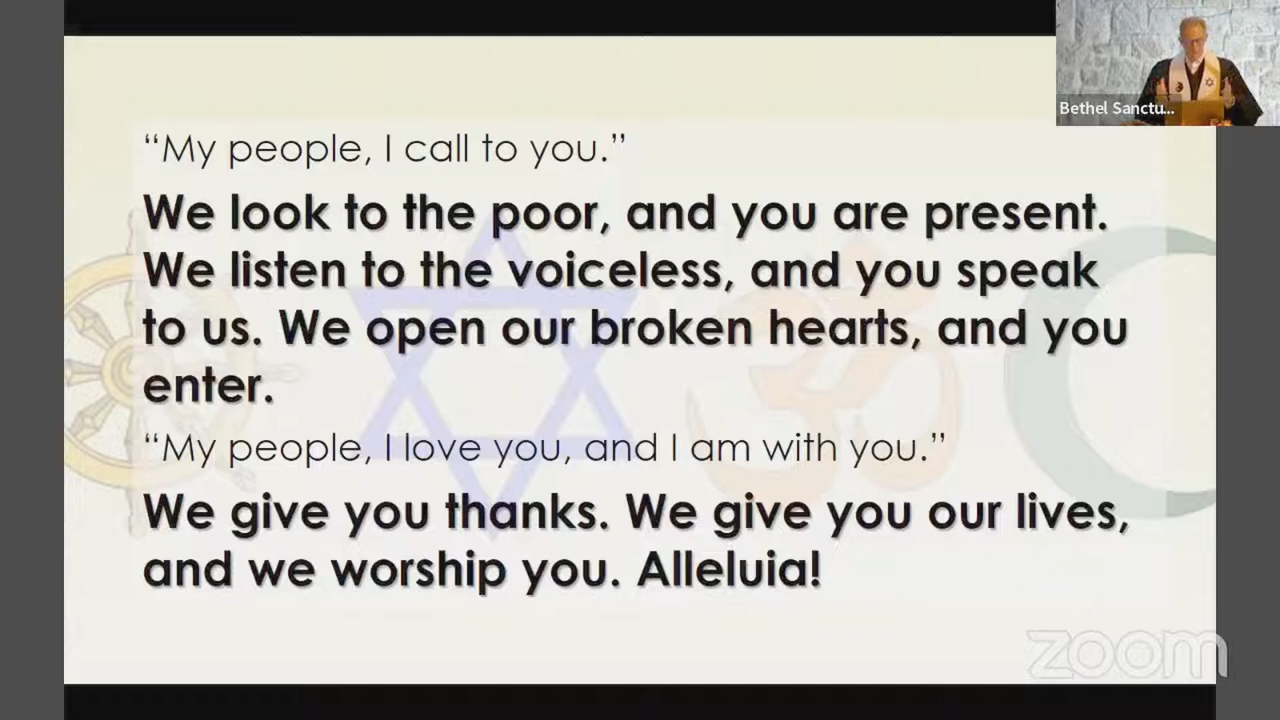 Bethel Sanctu...
“My people, I call to you.”
We look to the poor, and you are present.
We listen to the voiceless, and you speak
to us. We open our broken hearts, and you
enter.
“My people, I love you, and I am with you.”
We give you thanks. We give you our lives,
and we worship you. Alleluia!
zoom